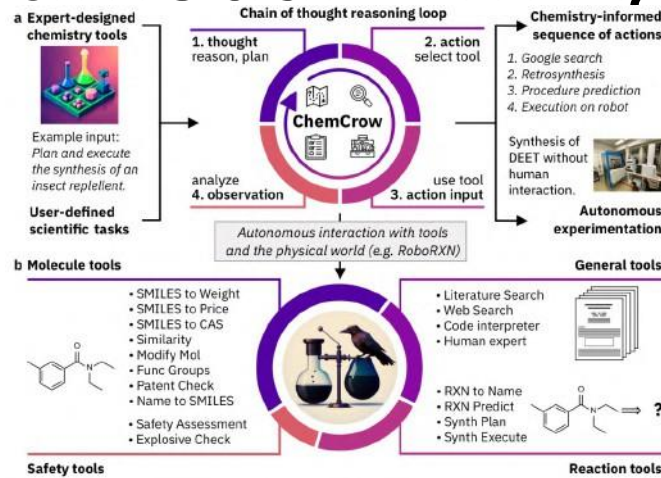 a Expert-designed
chemistry tools
Example input:
Plan and execute
the synthesis of an
insect replellent.
User-defined
scientific tasks
Chain of thought reasoning loop
1. thought
reason, plan
2. action
select tool
ChemCrow
analyze
4. observation
use tool
3. action input
Autonomous interaction with tools
and the physical world (e.g. RoboRXN)
Chemistry-informed
sequence of actions
1. Google search
2. Retrosynthesis
3. Procedure prediction
4. Execution on robot
Synthesis of
DEET without
human
interaction.
Autonomous
experimentation
b Molecule tools
• SMILES to Weight
• SMILES to Price
• SMILES to CAS
• Similarity
• Modify Mol
• Func Groups
• Patent Check
• Name to SMILES
• Safety Assessment
• Explosive Check
O
N
Safety tools
General tools
• Literature Search
• Web Search
• Code interpreter
• Human expert
• RXN to Name
• RXN Predict
• Synth Plan
• Synth Execute
O
N
?
Reaction tools